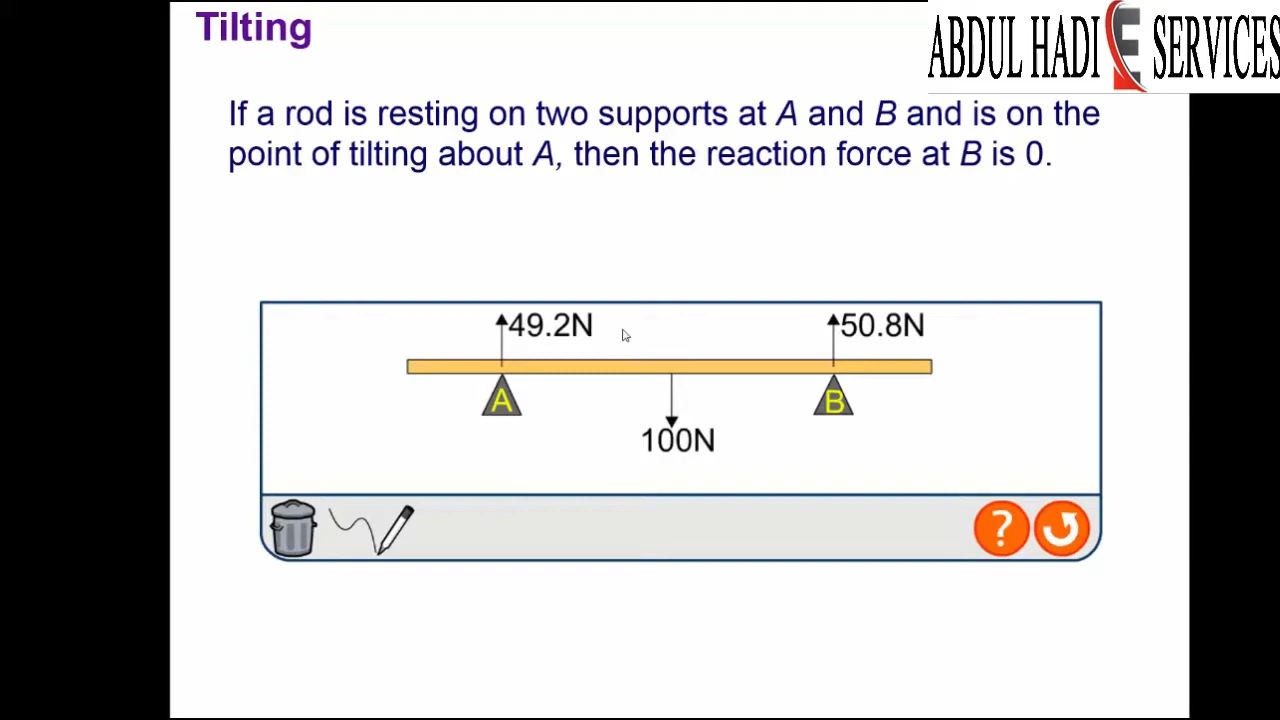 Tilting
ABDUL HADI E SERVICES
If a rod is resting on two supports at A and B and is on the
point of tilting about A, then the reaction force at B is 0.
49.2N
50.8N
A
B
100N
?